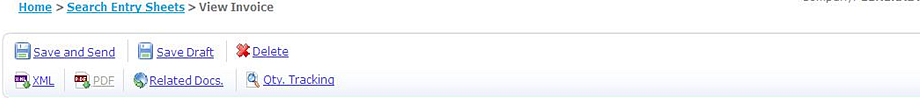 Home > Search Entry Sheets > View Invoice
Save and Send Save Draft Delete
XML PDF Related Docs. Qty. Tracking